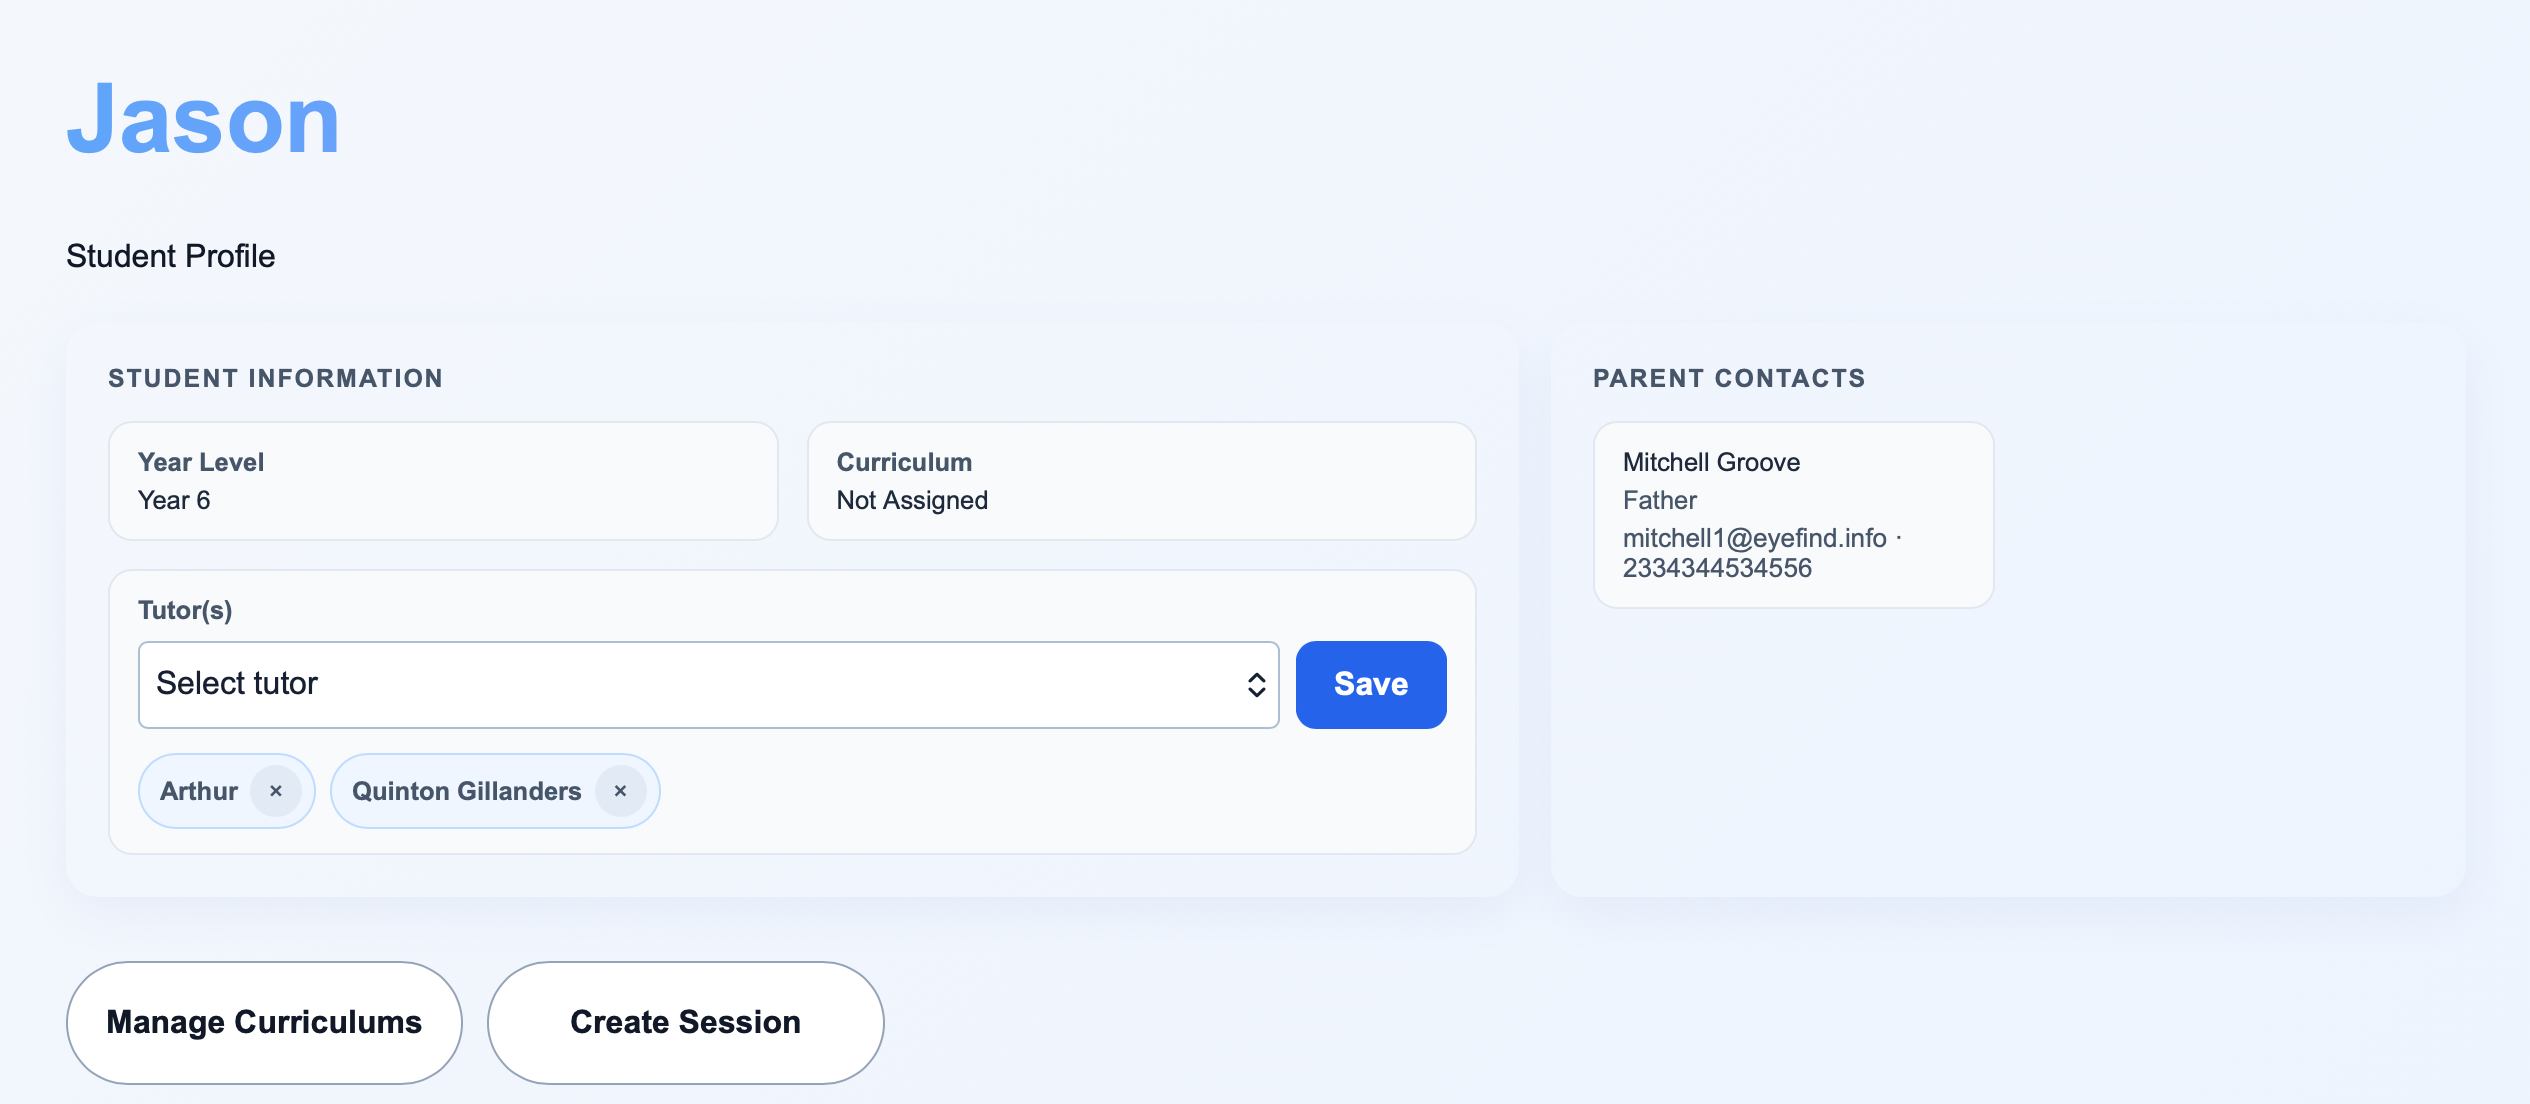 Jason
Student Profile
STUDENT INFORMATION
Year Level
Year 6
Curriculum
Not Assigned
Tutor(s)
Select tutor
Save
Arthur ×
Quinton Gillanders ×
PARENT CONTACTS
Mitchell Groove
Father
mitchell1@eyefind.info ·
2334344534556
Manage Curriculums
Create Session